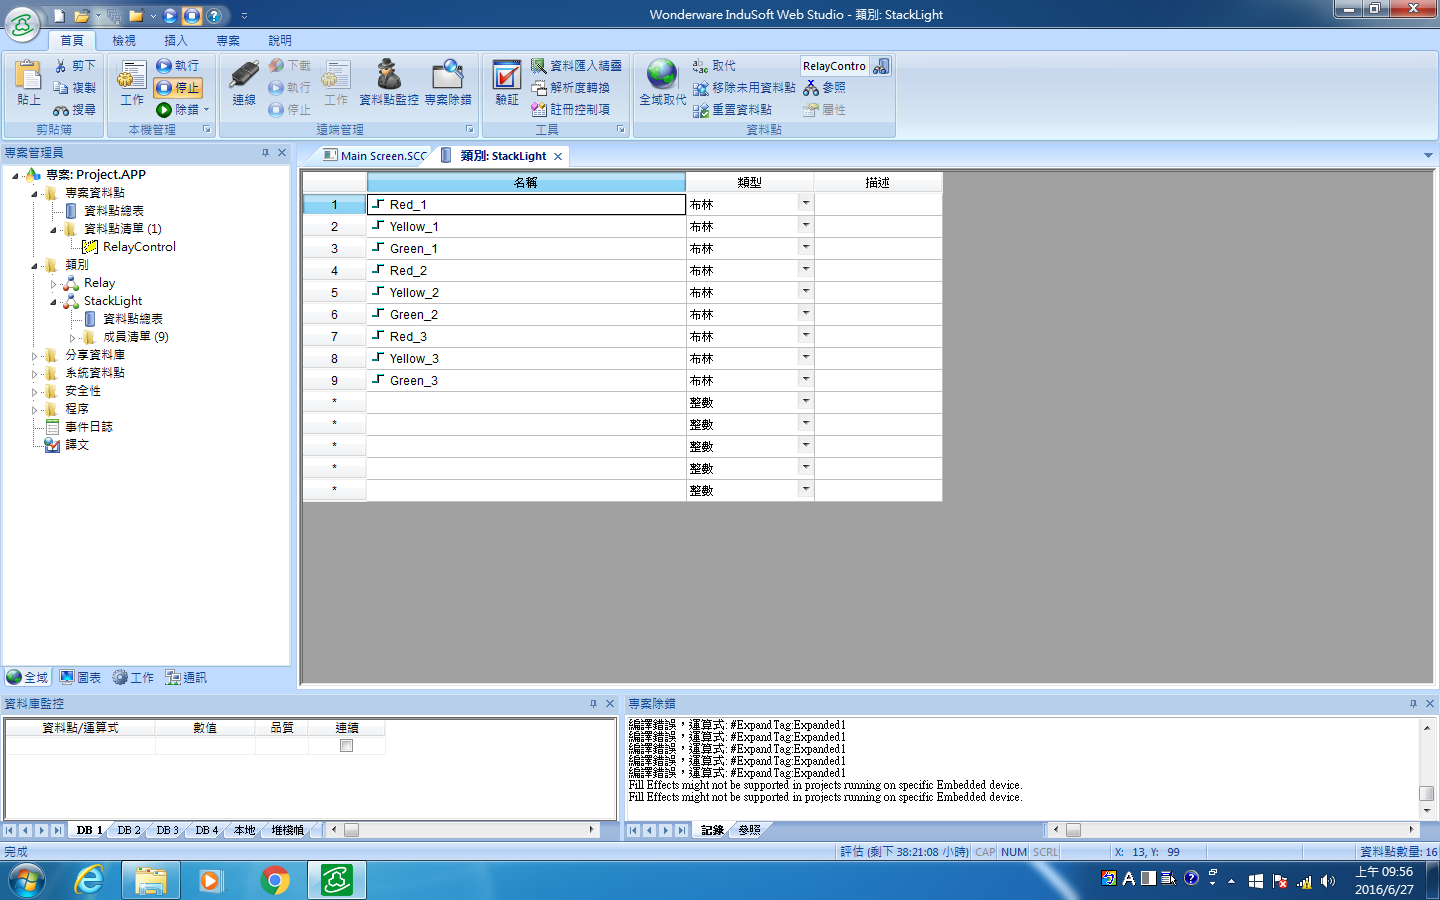 Wonderware InduSoft Web Studio - 類別: StackLight
首頁 檢視 插入 專案 說明
貼上
剪下
複製
搜尋
剪貼簿
工作
執行
停止
除錯
本機管理
連線
下載
執行
停止
工作
資料點監控
專案除錯
遠端管理
驗証
資料匯入精靈
解析度轉換
註冊控制項
工具
全域取代
取代
移除未用資料點
重置資料點
RelayContro
參照
屬性
資料點
專案管理員
專案: Project.APP
專案資料點
資料點總表
資料點清單 (1)
RelayControl
類別
Relay
StackLight
資料點總表
成員清單 (9)
分享資料庫
系統資料點
安全性
程序
事件日誌
譯文
全域 圖表 工作 通訊
Main Screen.SCC 類別: StackLight
名稱 類型 描述
1 Red_1 布林
2 Yellow_1 布林
3 Green_1 布林
4 Red_2 布林
5 Yellow_2 布林
6 Green_2 布林
7 Red_3 布林
8 Yellow_3 布林
9 Green_3 布林
* 整數
* 整數
* 整數
* 整數
* 整數
資料庫監控
資料點/運算式 數值 品質 連續
DB 1 DB 2 DB 3 DB 4 本地 堆棧幀
專案除錯
編譯錯誤，運算式: #ExpandTag:Expanded1
編譯錯誤，運算式: #ExpandTag:Expanded1
編譯錯誤，運算式: #ExpandTag:Expanded1
編譯錯誤，運算式: #ExpandTag:Expanded1
編譯錯誤，運算式: #ExpandTag:Expanded1
Fill Effects might not be supported in projects running on specific Embedded device.
Fill Effects might not be supported in projects running on specific Embedded device.
記錄 參照
完成
評估 (剩下 38:21:08 小時) CAP NUM SCRL X: 13, Y: 99 資料點數量: 16
A
上午 09:56
2016/6/27